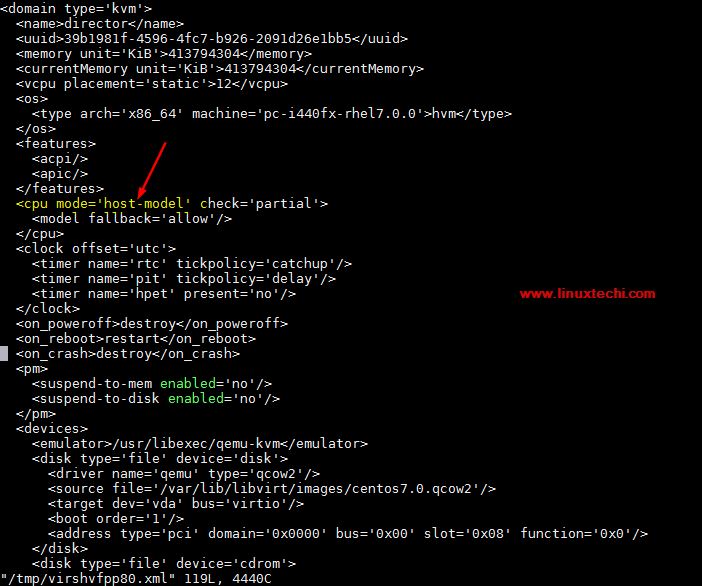 <domain type='kvm'>
  <name>director</name>
  <uuid>39b1981f-4596-4fc7-b926-2091d26e1bb5</uuid>
  <memory unit='KiB'>413794304</memory>
  <currentMemory unit='KiB'>413794304</currentMemory>
  <vcpu placement='static'>12</vcpu>
  <os>
    <type arch='x86_64' machine='pc-i440fx-rhel7.0.0'>hvm</type>
  </os>
  <features>
    <acpi/>
    <apic/>
  </features>
  <cpu mode='host-model' check='partial'>
    <model fallback='allow'/>
  </cpu>
  <clock offset='utc'>
    <timer name='rtc' tickpolicy='catchup'/>
    <timer name='pit' tickpolicy='delay'/>
    <timer name='hpet' present='no'/>
www.linuxtechi.com
  </clock>
  <on_poweroff>destroy</on_poweroff>
  <on_reboot>restart</on_reboot>
  <on_crash>destroy</on_crash>
  <pm>
    <suspend-to-mem enabled='no'/>
    <suspend-to-disk enabled='no'/>
  </pm>
  <devices>
    <emulator>/usr/libexec/qemu-kvm</emulator>
    <disk type='file' device='disk'>
      <driver name='qemu' type='qcow2'/>
      <source file='/var/lib/libvirt/images/centos7.0.qcow2'/>
      <target dev='vda' bus='virtio'/>
      <boot order='1'/>
      <address type='pci' domain='0x0000' bus='0x00' slot='0x08' function='0x0'/>
    </disk>
    <disk type='file' device='cdrom'>
"/tmp/virshvfpp80.xml" 119L, 4440C